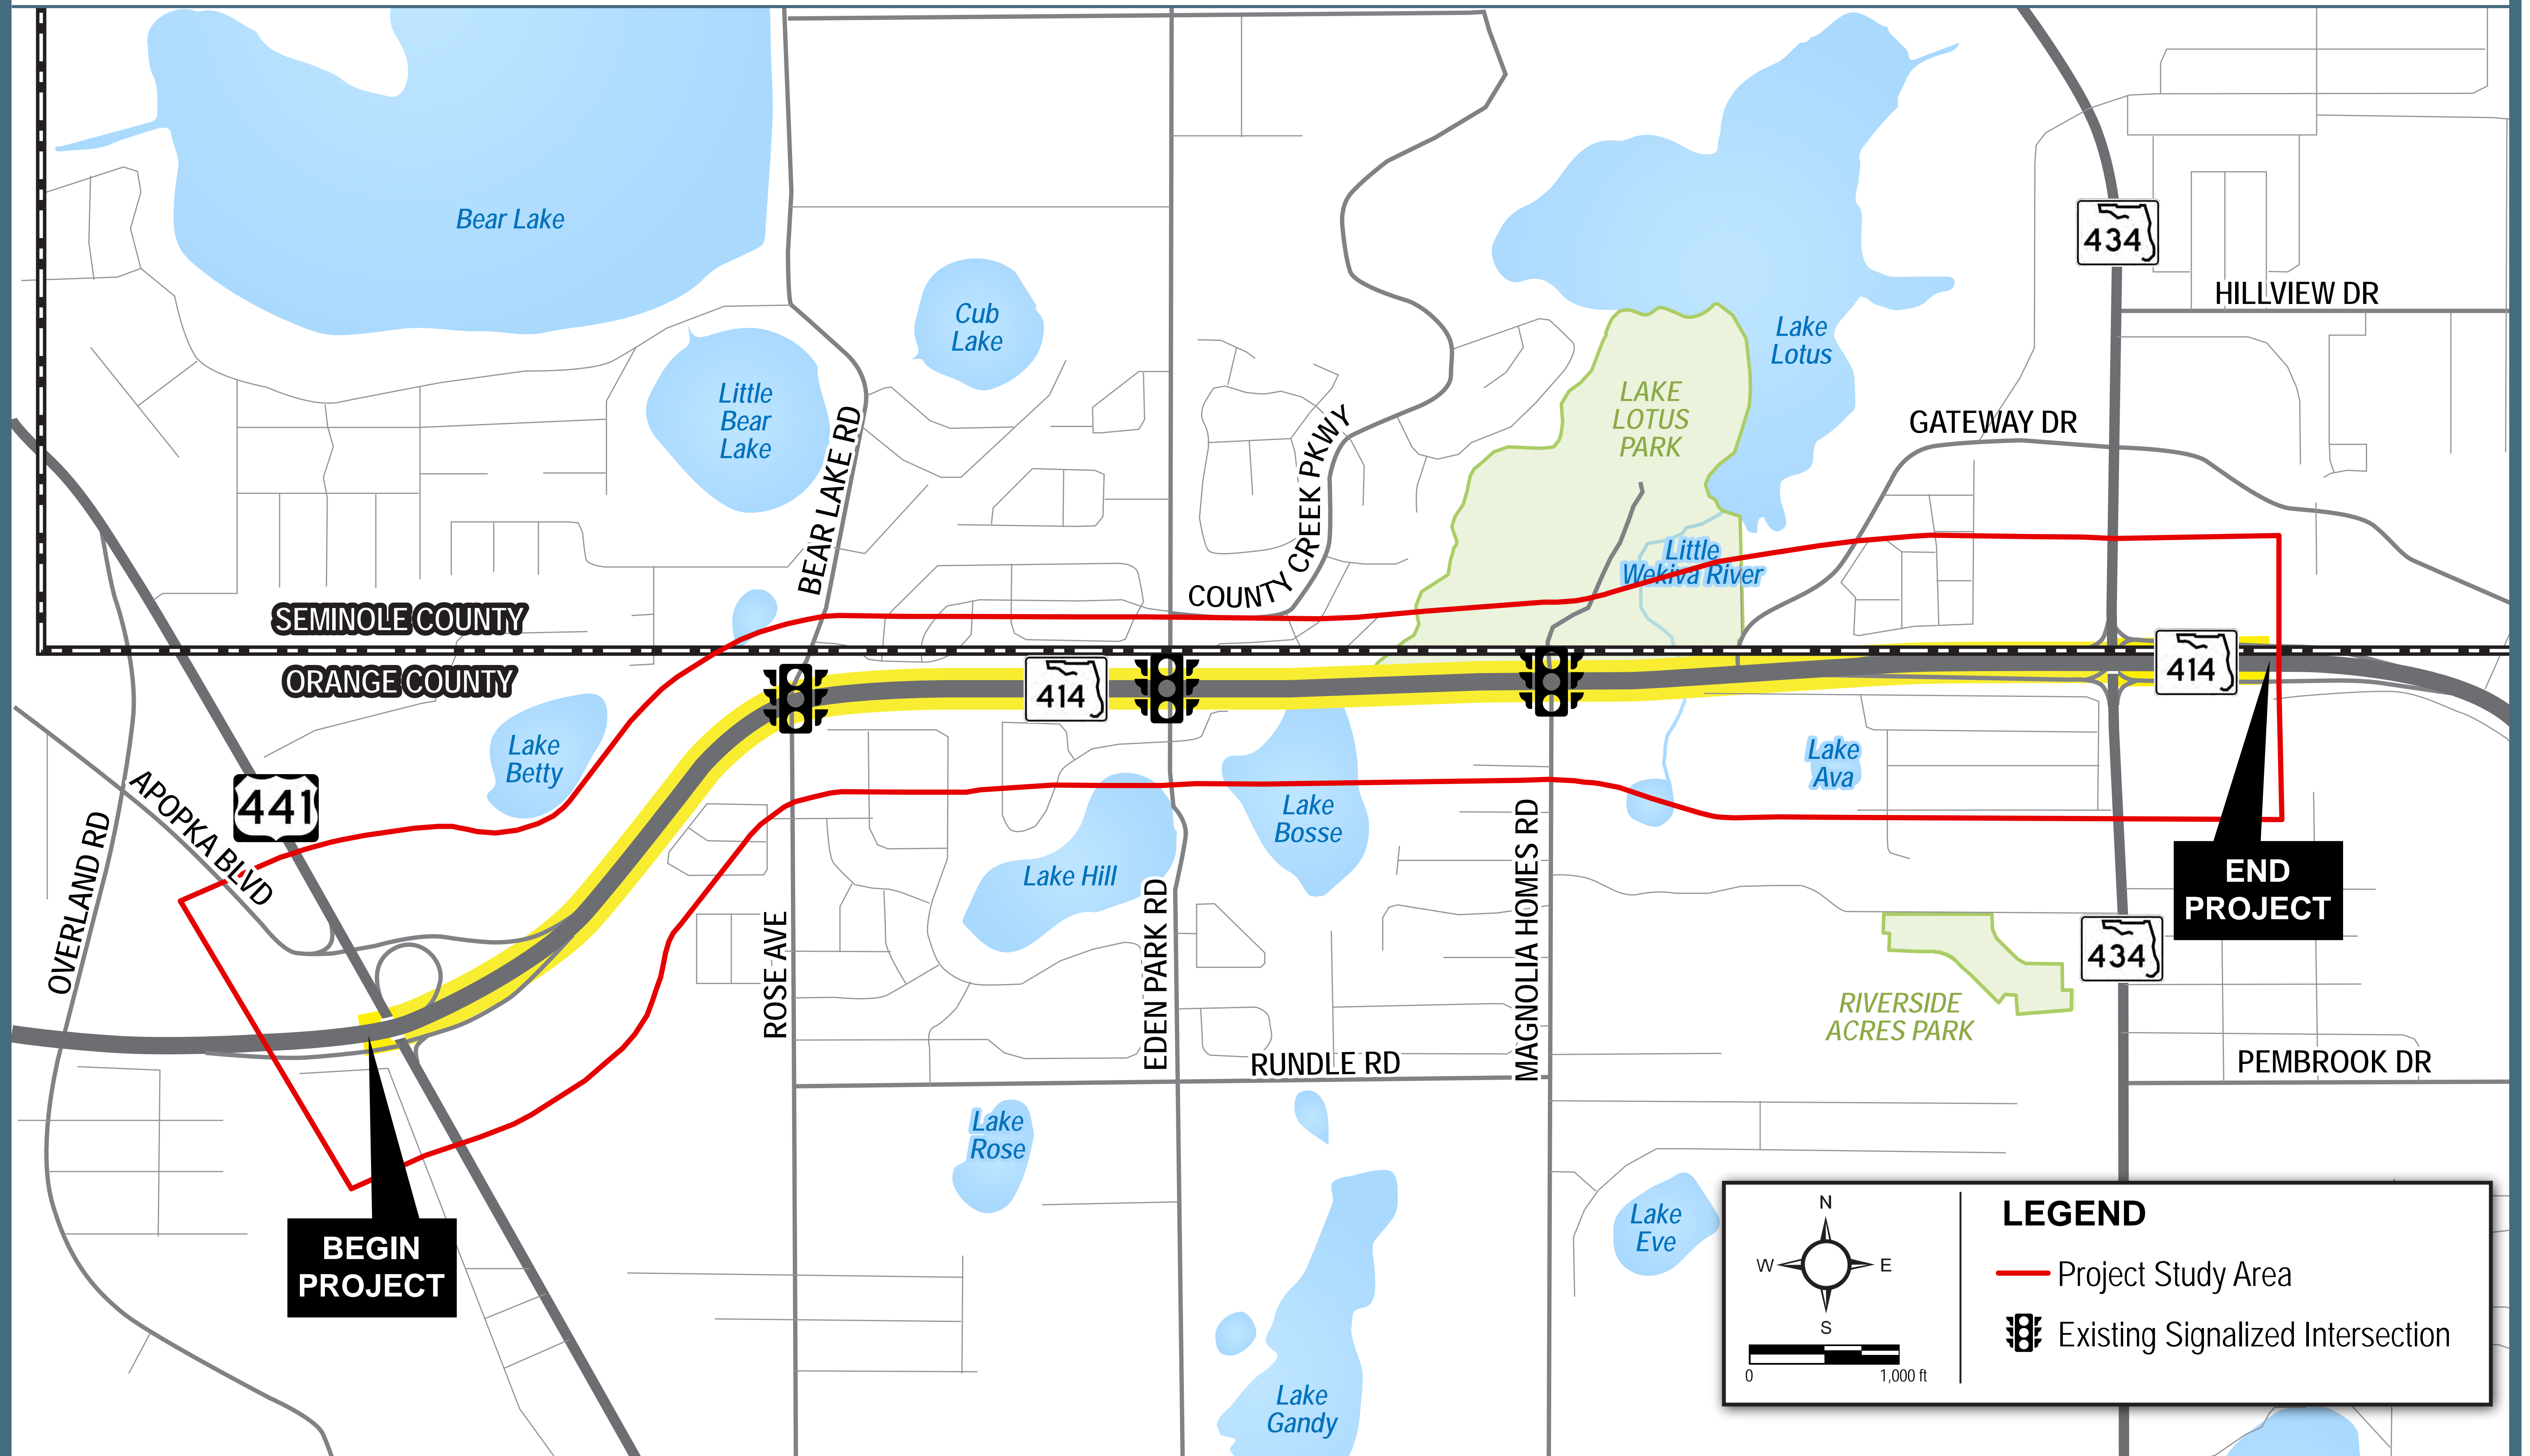 Bear Lake
434
HILLVIEW DR
Cub
Lake
Lake
Lotus
Little
Bear
Lake
LAKE
LOTUS
PARK
GATEWAY DR
BEAR LAKE RD
COUNTY CREEK PKWY
Little
Wekiva River
SEMINOLE COUNTY
ORANGE COUNTY
414
414
Lake
Betty
Lake
Ava
441
APOPKA BLVD
OVERLAND RD
Lake
Bosse
Lake Hill
ROSE AVE
EDEN PARK RD
MAGNOLIA HOMES RD
END
PROJECT
434
RIVERSIDE
ACRES PARK
RUNDLE RD
PEMBROOK DR
Lake
Rose
BEGIN
PROJECT
Lake
Eve
Lake
Gandy
N
W
E
S
0
1,000 ft
LEGEND
Project Study Area
Existing Signalized Intersection